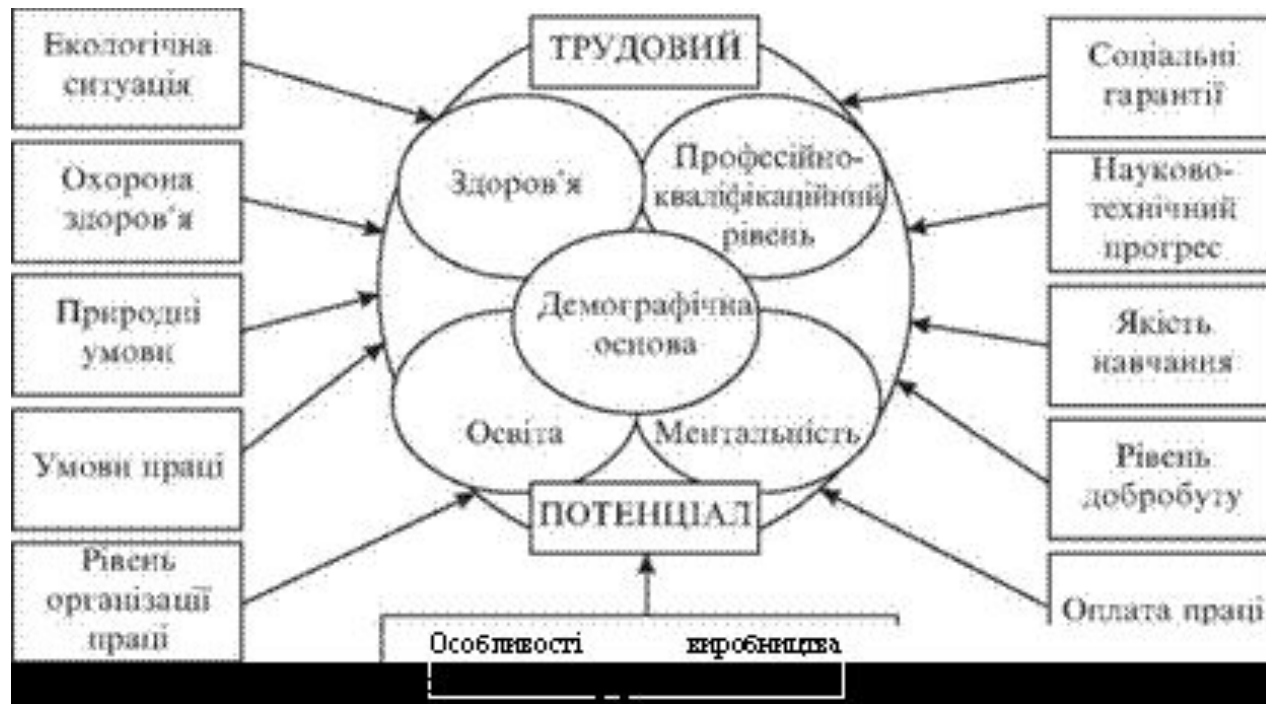 Екологічна
ситуація
Охорона
здоров'я
Природні
умови
Умови праці
Рівень
організації
праці
ТРУДОВИЙ
Здоров'я
Професійно-
кваліфікаційний
рівень
Демографічна
основа
Освіта
Ментальність
ПОТЕНЦІАЛ
Особливості виробництва
Соціальні
гарантії
Науково-
технічний
прогрес
Якість
навчання
Рівень
добробуту
Оплата праці